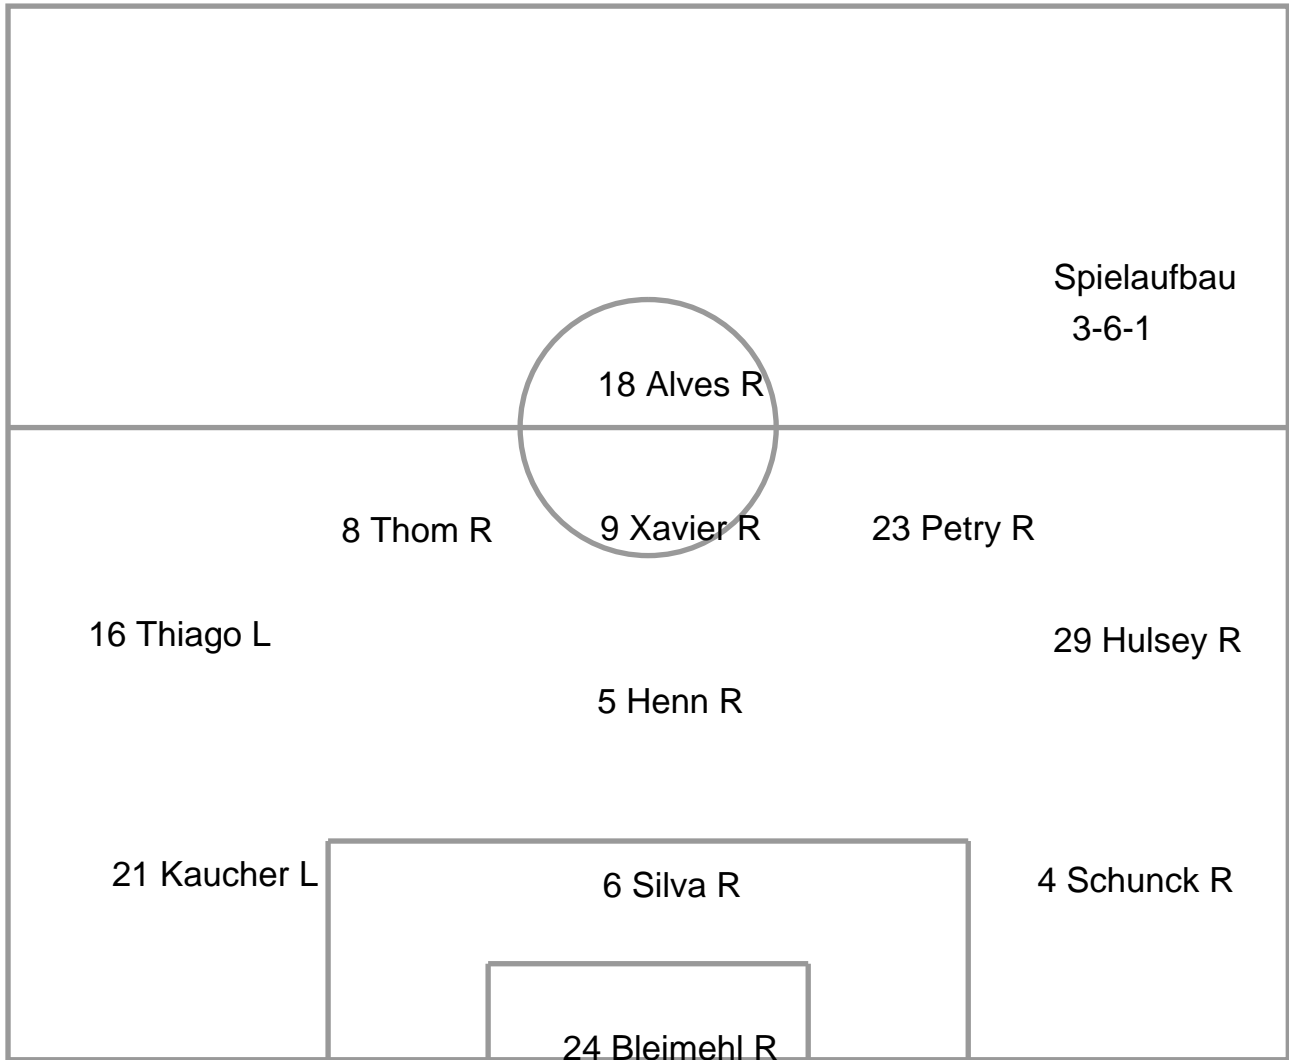 Spielaufbau
3-6-1
18 Alves R
8 Thom R
9 Xavier R
23 Petry R
16 Thiago L
29 Hulsey R
5 Henn R
21 Kaucher L
6 Silva R
4 Schunck R
24 Bleimehl R